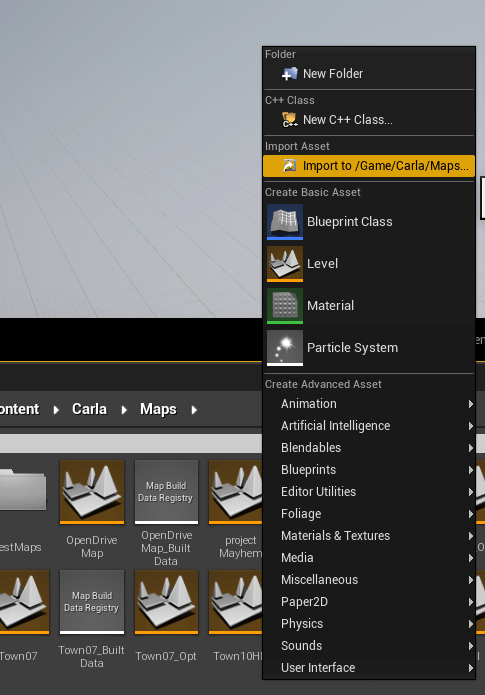 Folder
New Folder
C++ Class
New C++ Class...
Import Asset
Import to /Game/Carla/Maps...
Create Basic Asset
Blueprint Class
Level
Material
Particle System
Create Advanced Asset
Animation
Artificial Intelligence
Blendables
Blueprints
Editor Utilities
Foliage
Materials & Textures
Media
Miscellaneous
Paper2D
Physics
Sounds
User Interface
ontent Carla Maps
Map Build
Data Registry
estMaps
OpenDrive
Map
OpenDrive
Map_Built
Data
project
Mayhem
Map Build
Data Registry
Town07
Town07_Built
Data
Town07_Opt
Town10H